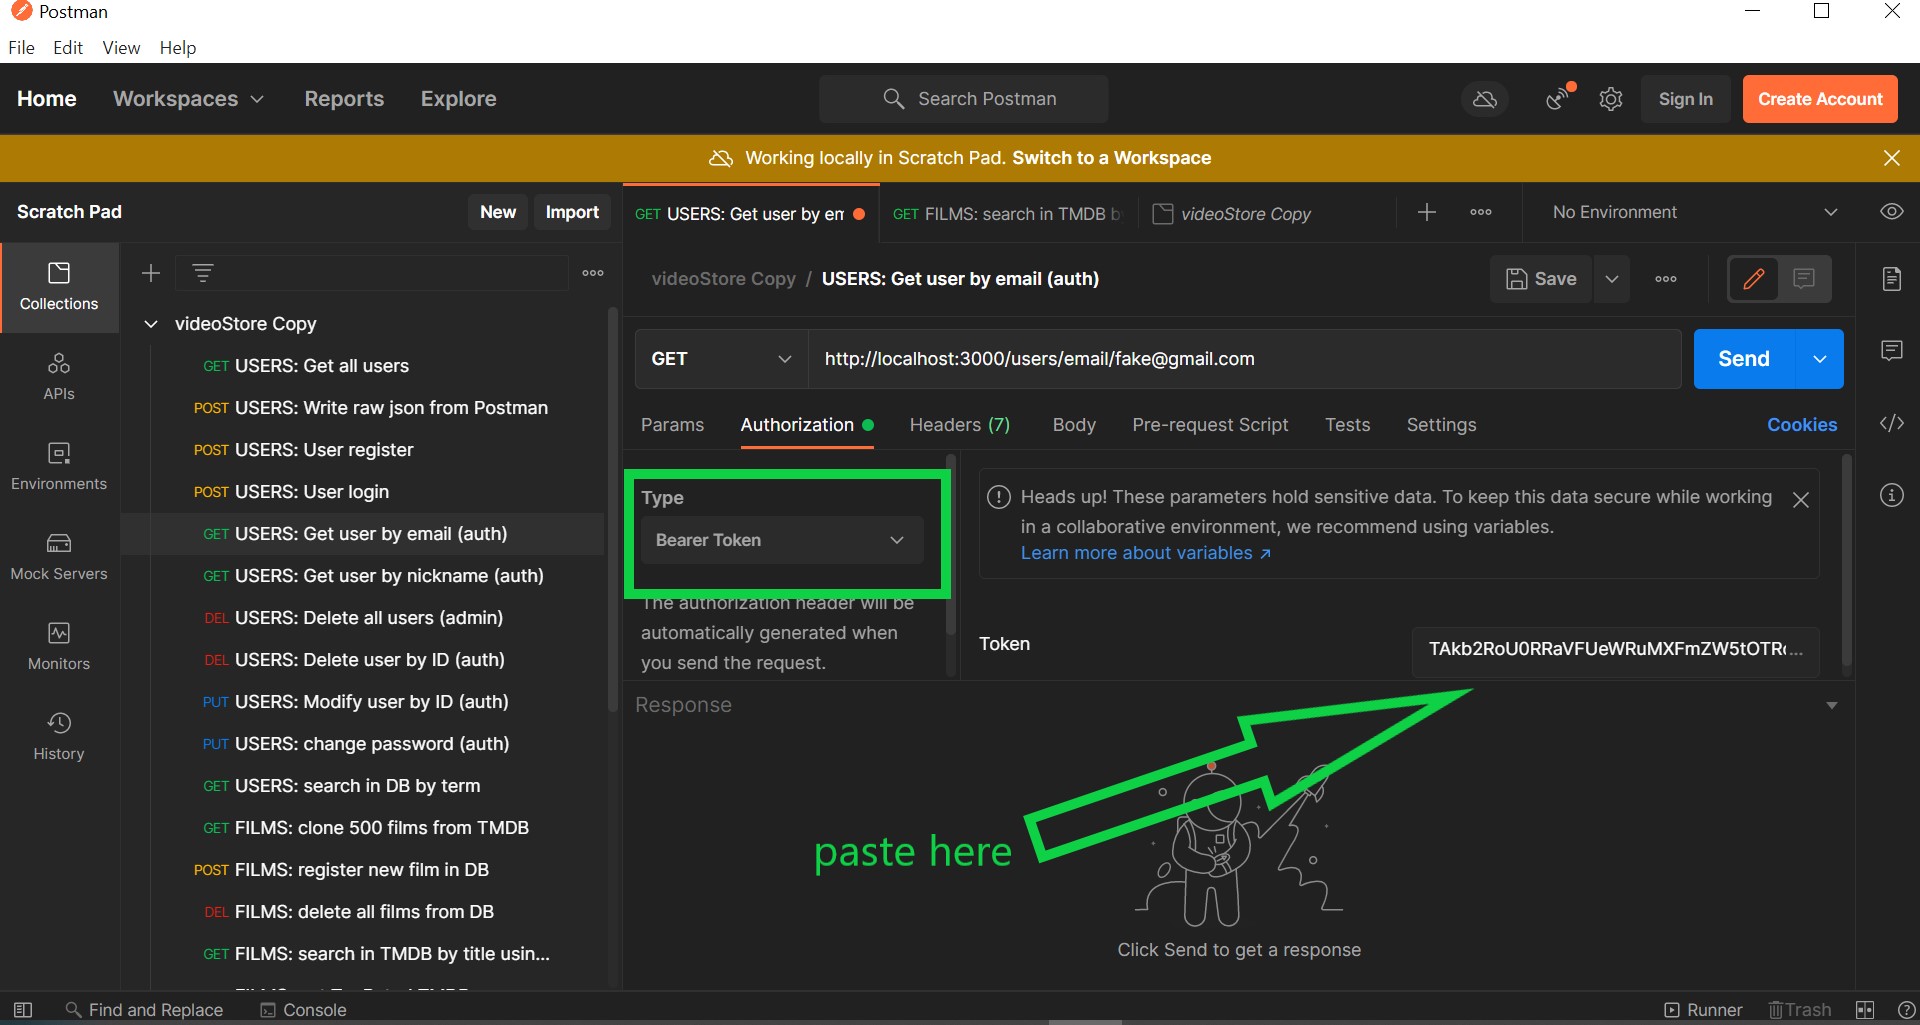 Postman
File Edit View Help
Home Workspaces Reports Explore
Search Postman
Sign In
Create Account
Working locally in Scratch Pad. Switch to a Workspace
Scratch Pad
New
Import
GET USERS: Get user by em
GET FILMS: search in TMDB b
videoStore Copy
No Environment
Collections
APIs
Environments
Mock Servers
Monitors
History
videoStore Copy
GET USERS: Get all users
POST USERS: Write raw json from Postman
POST USERS: User register
POST USERS: User login
GET USERS: Get user by email (auth)
GET USERS: Get user by nickname (auth)
DEL USERS: Delete all users (admin)
DEL USERS: Delete user by ID (auth)
PUT USERS: Modify user by ID (auth)
PUT USERS: change password (auth)
GET USERS: search in DB by term
GET FILMS: clone 500 films from TMDB
POST FILMS: register new film in DB
DEL FILMS: delete all films from DB
GET FILMS: search in TMDB by title usin...
videoStore Copy / USERS: Get user by email (auth)
Save
GET
http://localhost:3000/users/email/fake@gmail.com
Send
Params Authorization Headers (7) Body Pre-request Script Tests Settings
Cookies
Type
Bearer Token
The authorization header will be
automatically generated when
you send the request.
Heads up! These parameters hold sensitive data. To keep this data secure while working
in a collaborative environment, we recommend using variables.
Learn more about variables ↗
Token
TAkb2RoU0RRaVFUeWRuMXFmZW5tOTR...
Response
paste here
Click Send to get a response
Find and Replace
Console
Runner
Trash